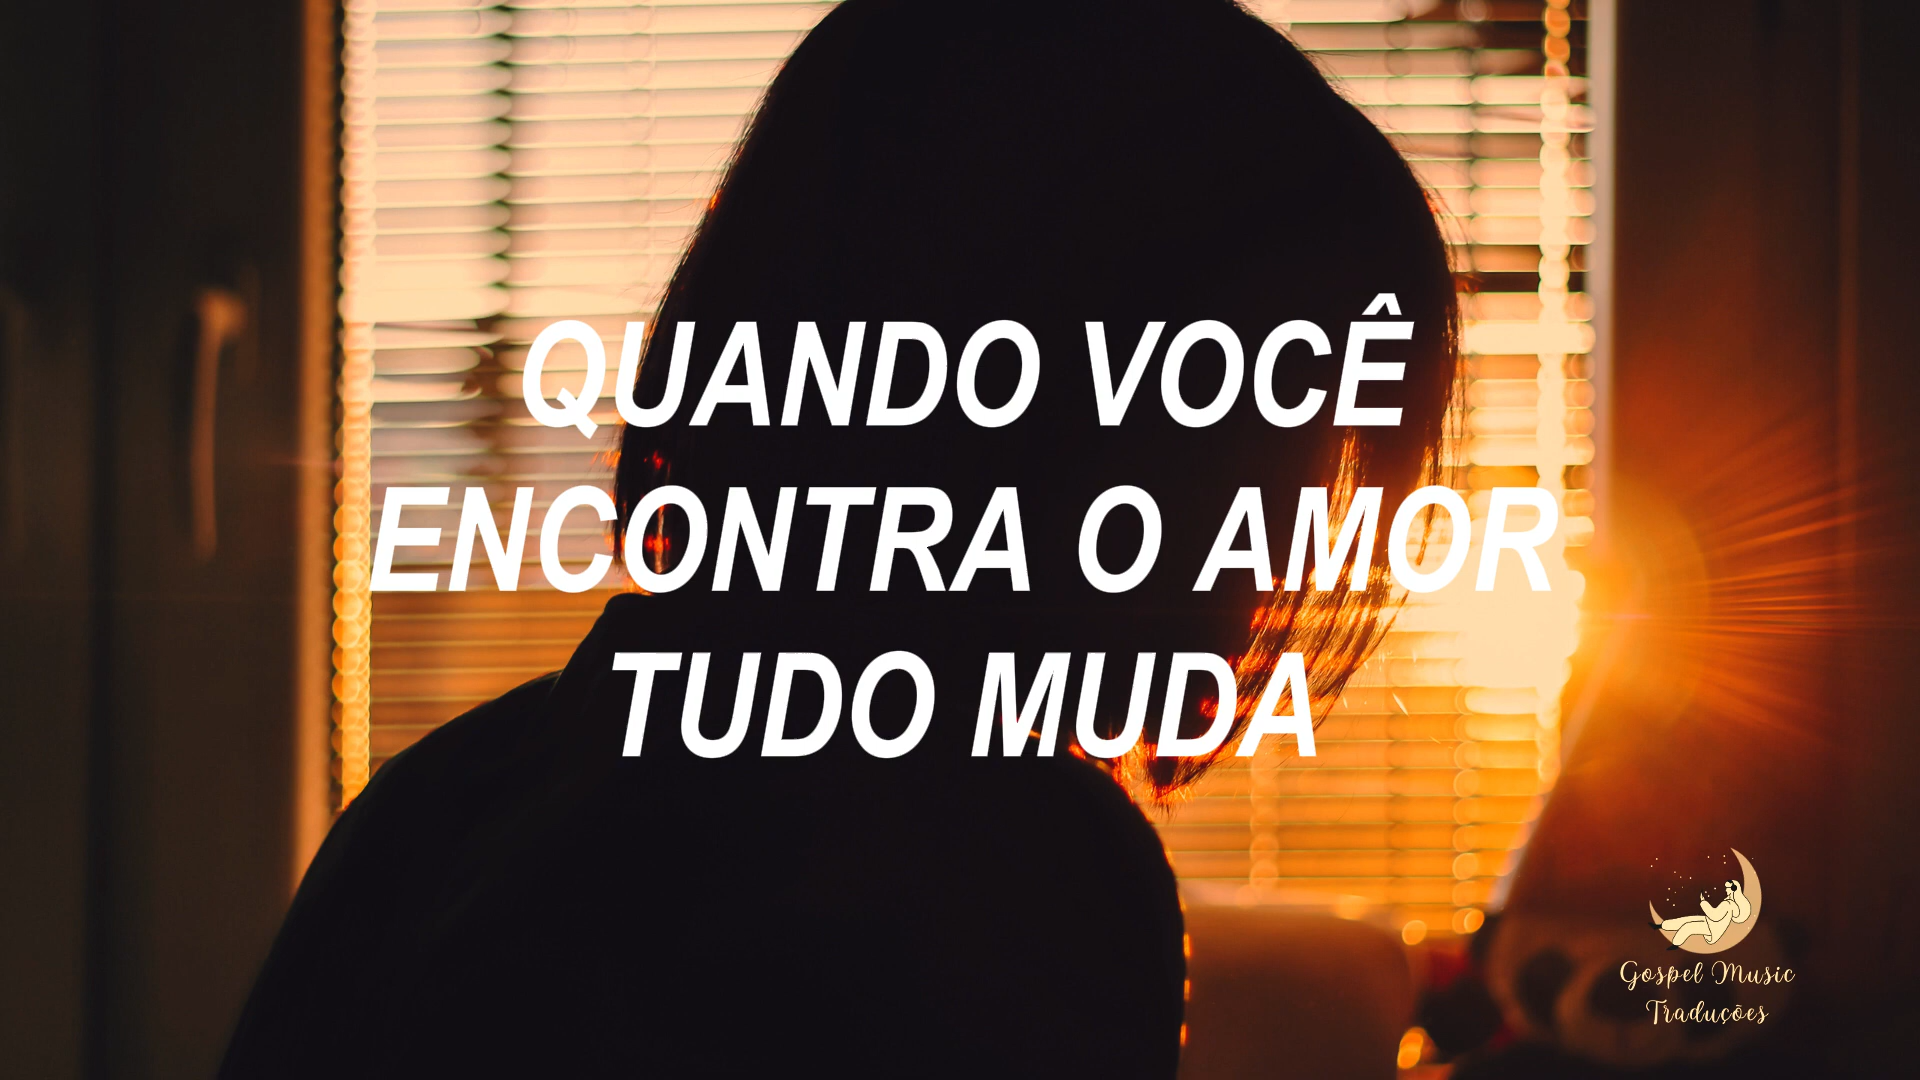 QUANDO VOCÊ
ENCONTRA O AMOR
TUDO MUDA
Gospel Music
Traduções